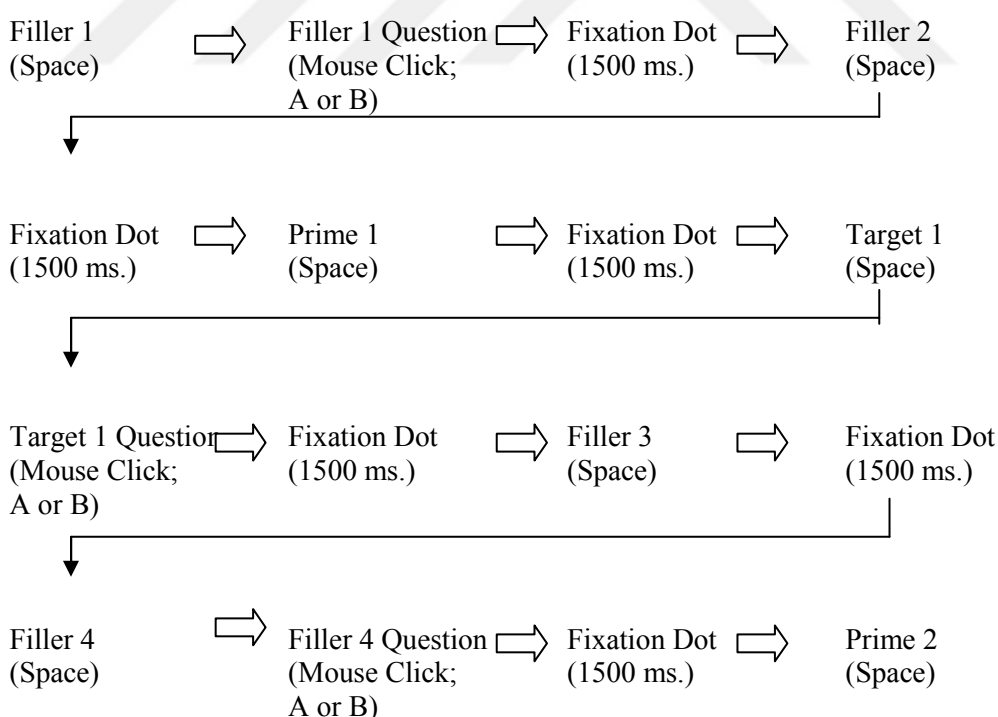 Filler 1
(Space)
Filler 1 Question
(Mouse Click;
A or B)
Fixation Dot
(1500 ms.)
Filler 2
(Space)
Fixation Dot
(1500 ms.)
Prime 1
(Space)
Fixation Dot
(1500 ms.)
Target 1
(Space)
Target 1 Question
(Mouse Click;
A or B)
Fixation Dot
(1500 ms.)
Filler 3
(Space)
Fixation Dot
(1500 ms.)
Filler 4
(Space)
Filler 4 Question
(Mouse Click;
A or B)
Fixation Dot
(1500 ms.)
Prime 2
(Space)